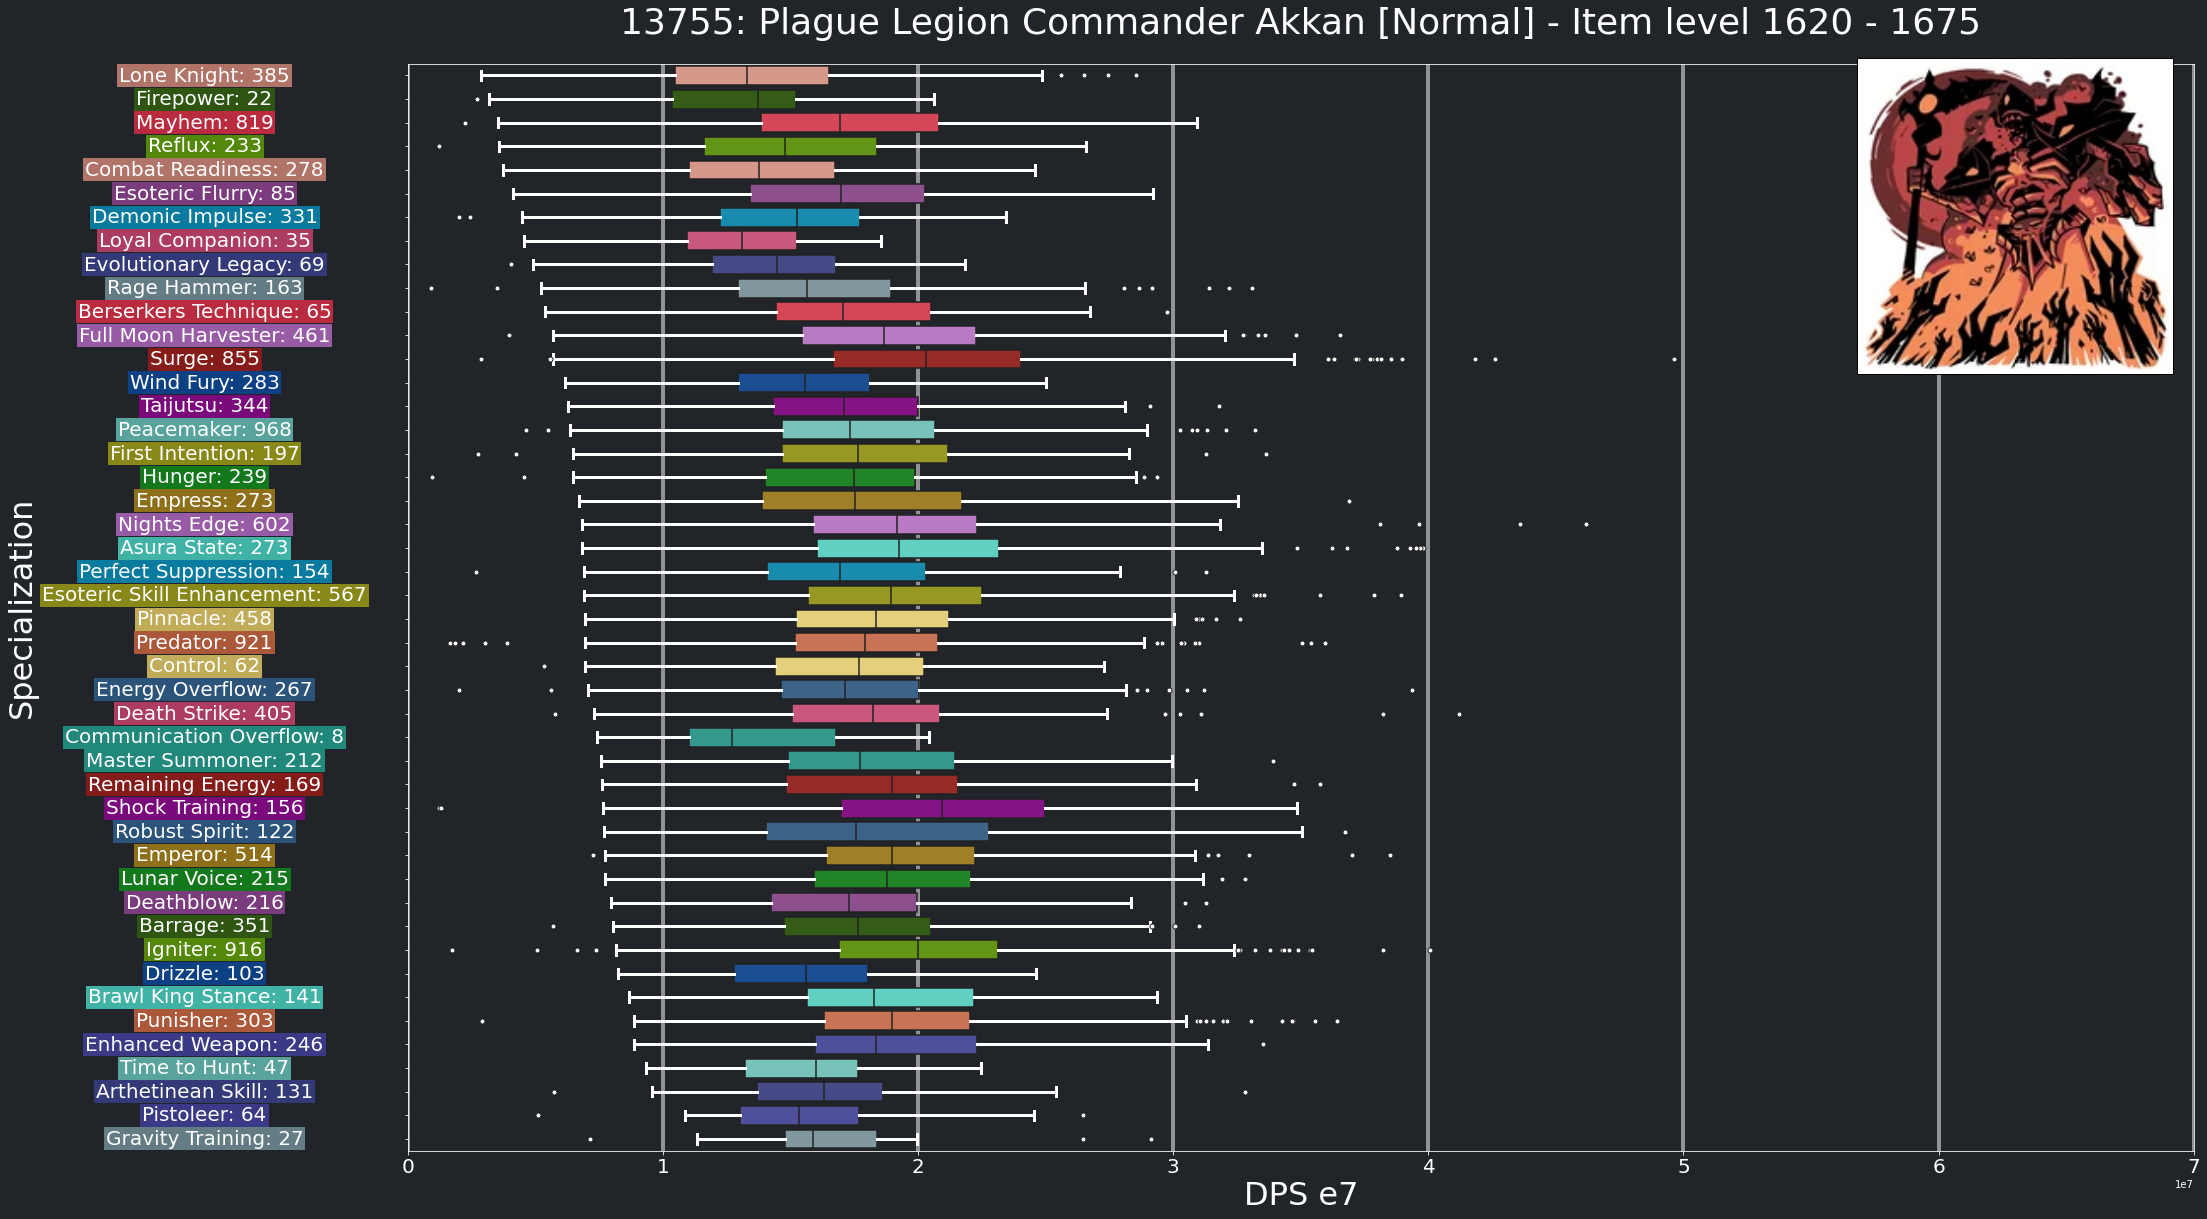 13755: Plague Legion Commander Akkan [Normal] - Item level 1620 - 1675
Lone Knight: 385
Firepower: 22
Mayhem: 819
Reflux: 233
Combat Readiness: 278
Esoteric Flurry: 85
Demonic Impulse: 331
Loyal Companion: 35
Evolutionary Legacy: 69
Rage Hammer: 163
Berserkers Technique: 65
Full Moon Harvester: 461
Surge: 855
Wind Fury: 283
Taijutsu: 344
Peacemaker: 968
First Intention: 197
Hunger: 239
Empress: 273
Nights Edge: 602
Asura State: 273
Perfect Suppression: 154
Esoteric Skill Enhancement: 567
Pinnacle: 458
Predator: 921
Control: 62
Energy Overflow: 267
Death Strike: 405
Communication Overflow: 8
Master Summoner: 212
Remaining Energy: 169
Shock Training: 156
Robust Spirit: 122
Emperor: 514
Lunar Voice: 215
Deathblow: 216
Barrage: 351
Igniter: 916
Drizzle: 103
Brawl King Stance: 141
Punisher: 303
Enhanced Weapon: 246
Time to Hunt: 47
Arthetinean Skill: 131
Pistoleer: 64
Gravity Training: 27
Specialization
0 1 2 3 4 5 6 7
1e7
DPS e7